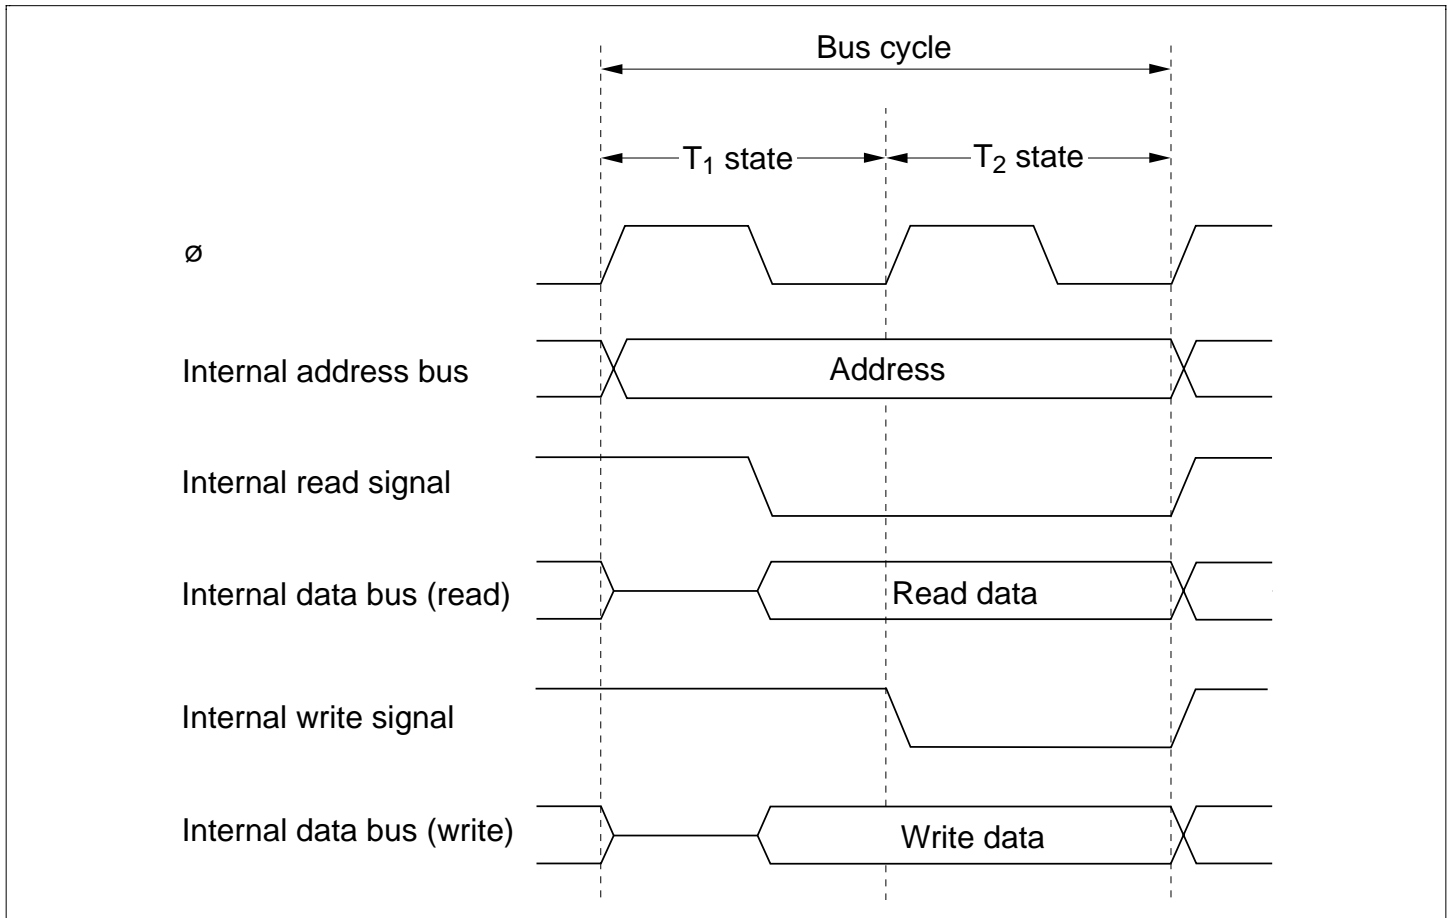 Bus cycle
T₁ state
T₂ state
ø
Internal address bus
Address
Internal read signal
Internal data bus (read)
Read data
Internal write signal
Internal data bus (write)
Write data